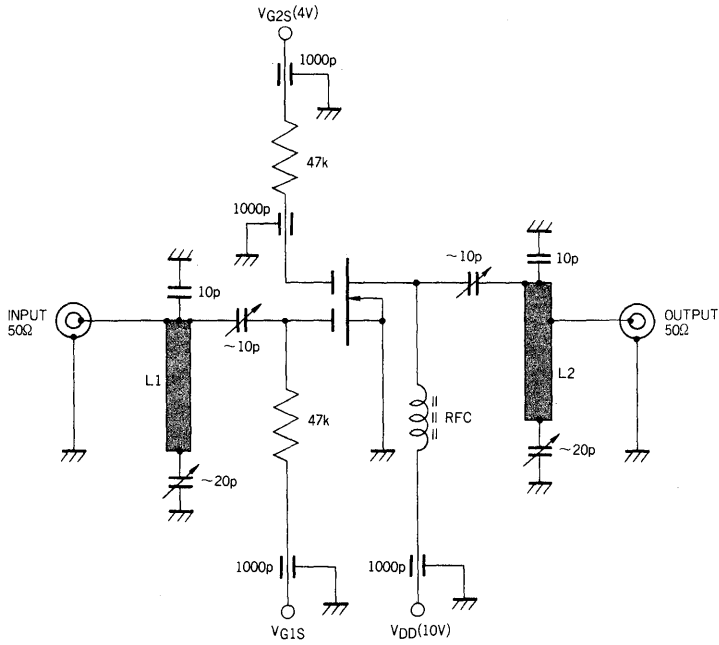 VG2S(4V)
1000p
47k
1000p
~10p
10p
10p
INPUT
50Ω
~10p
OUTPUT
50Ω
L1
L2
47k
RFC
~20p
~20p
1000p
1000p
VG1S
VDD(10V)